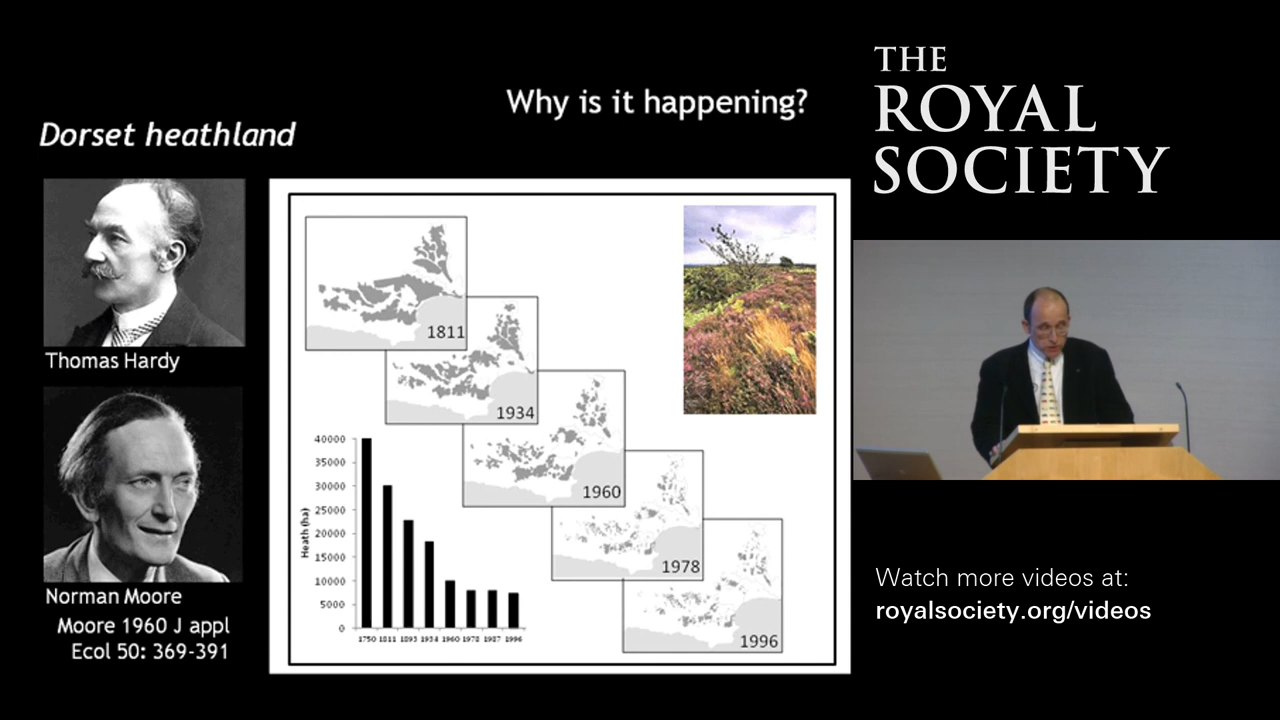 Why is it happening?
Dorset heathland
Thomas Hardy
Norman Moore
Moore 1960 J appl
Ecol 50: 369-391
1811
1934
1960
1978
1996
Heath (ha)
40000
35000
30000
25000
20000
15000
10000
5000
0
1750 1811 1893 1934 1960 1978 1987 1996
THE
ROYAL
SOCIETY
Watch more videos at:
royalsociety.org/videos